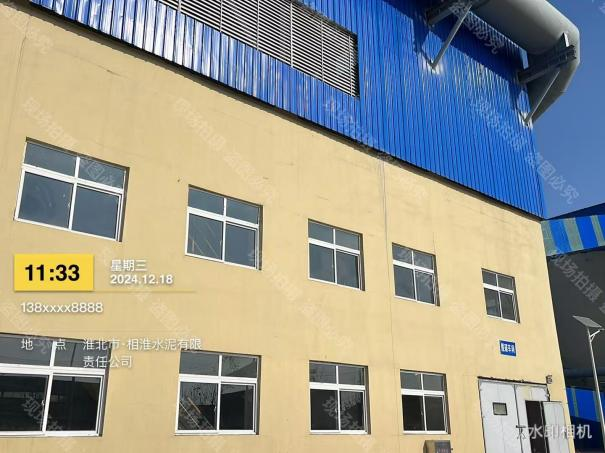 11:33
星期三
2024.12.18
138xxxx8888
地 点 淮北市·相淮水泥有限
责任公司
现场拍摄 盗图必究
水印相机